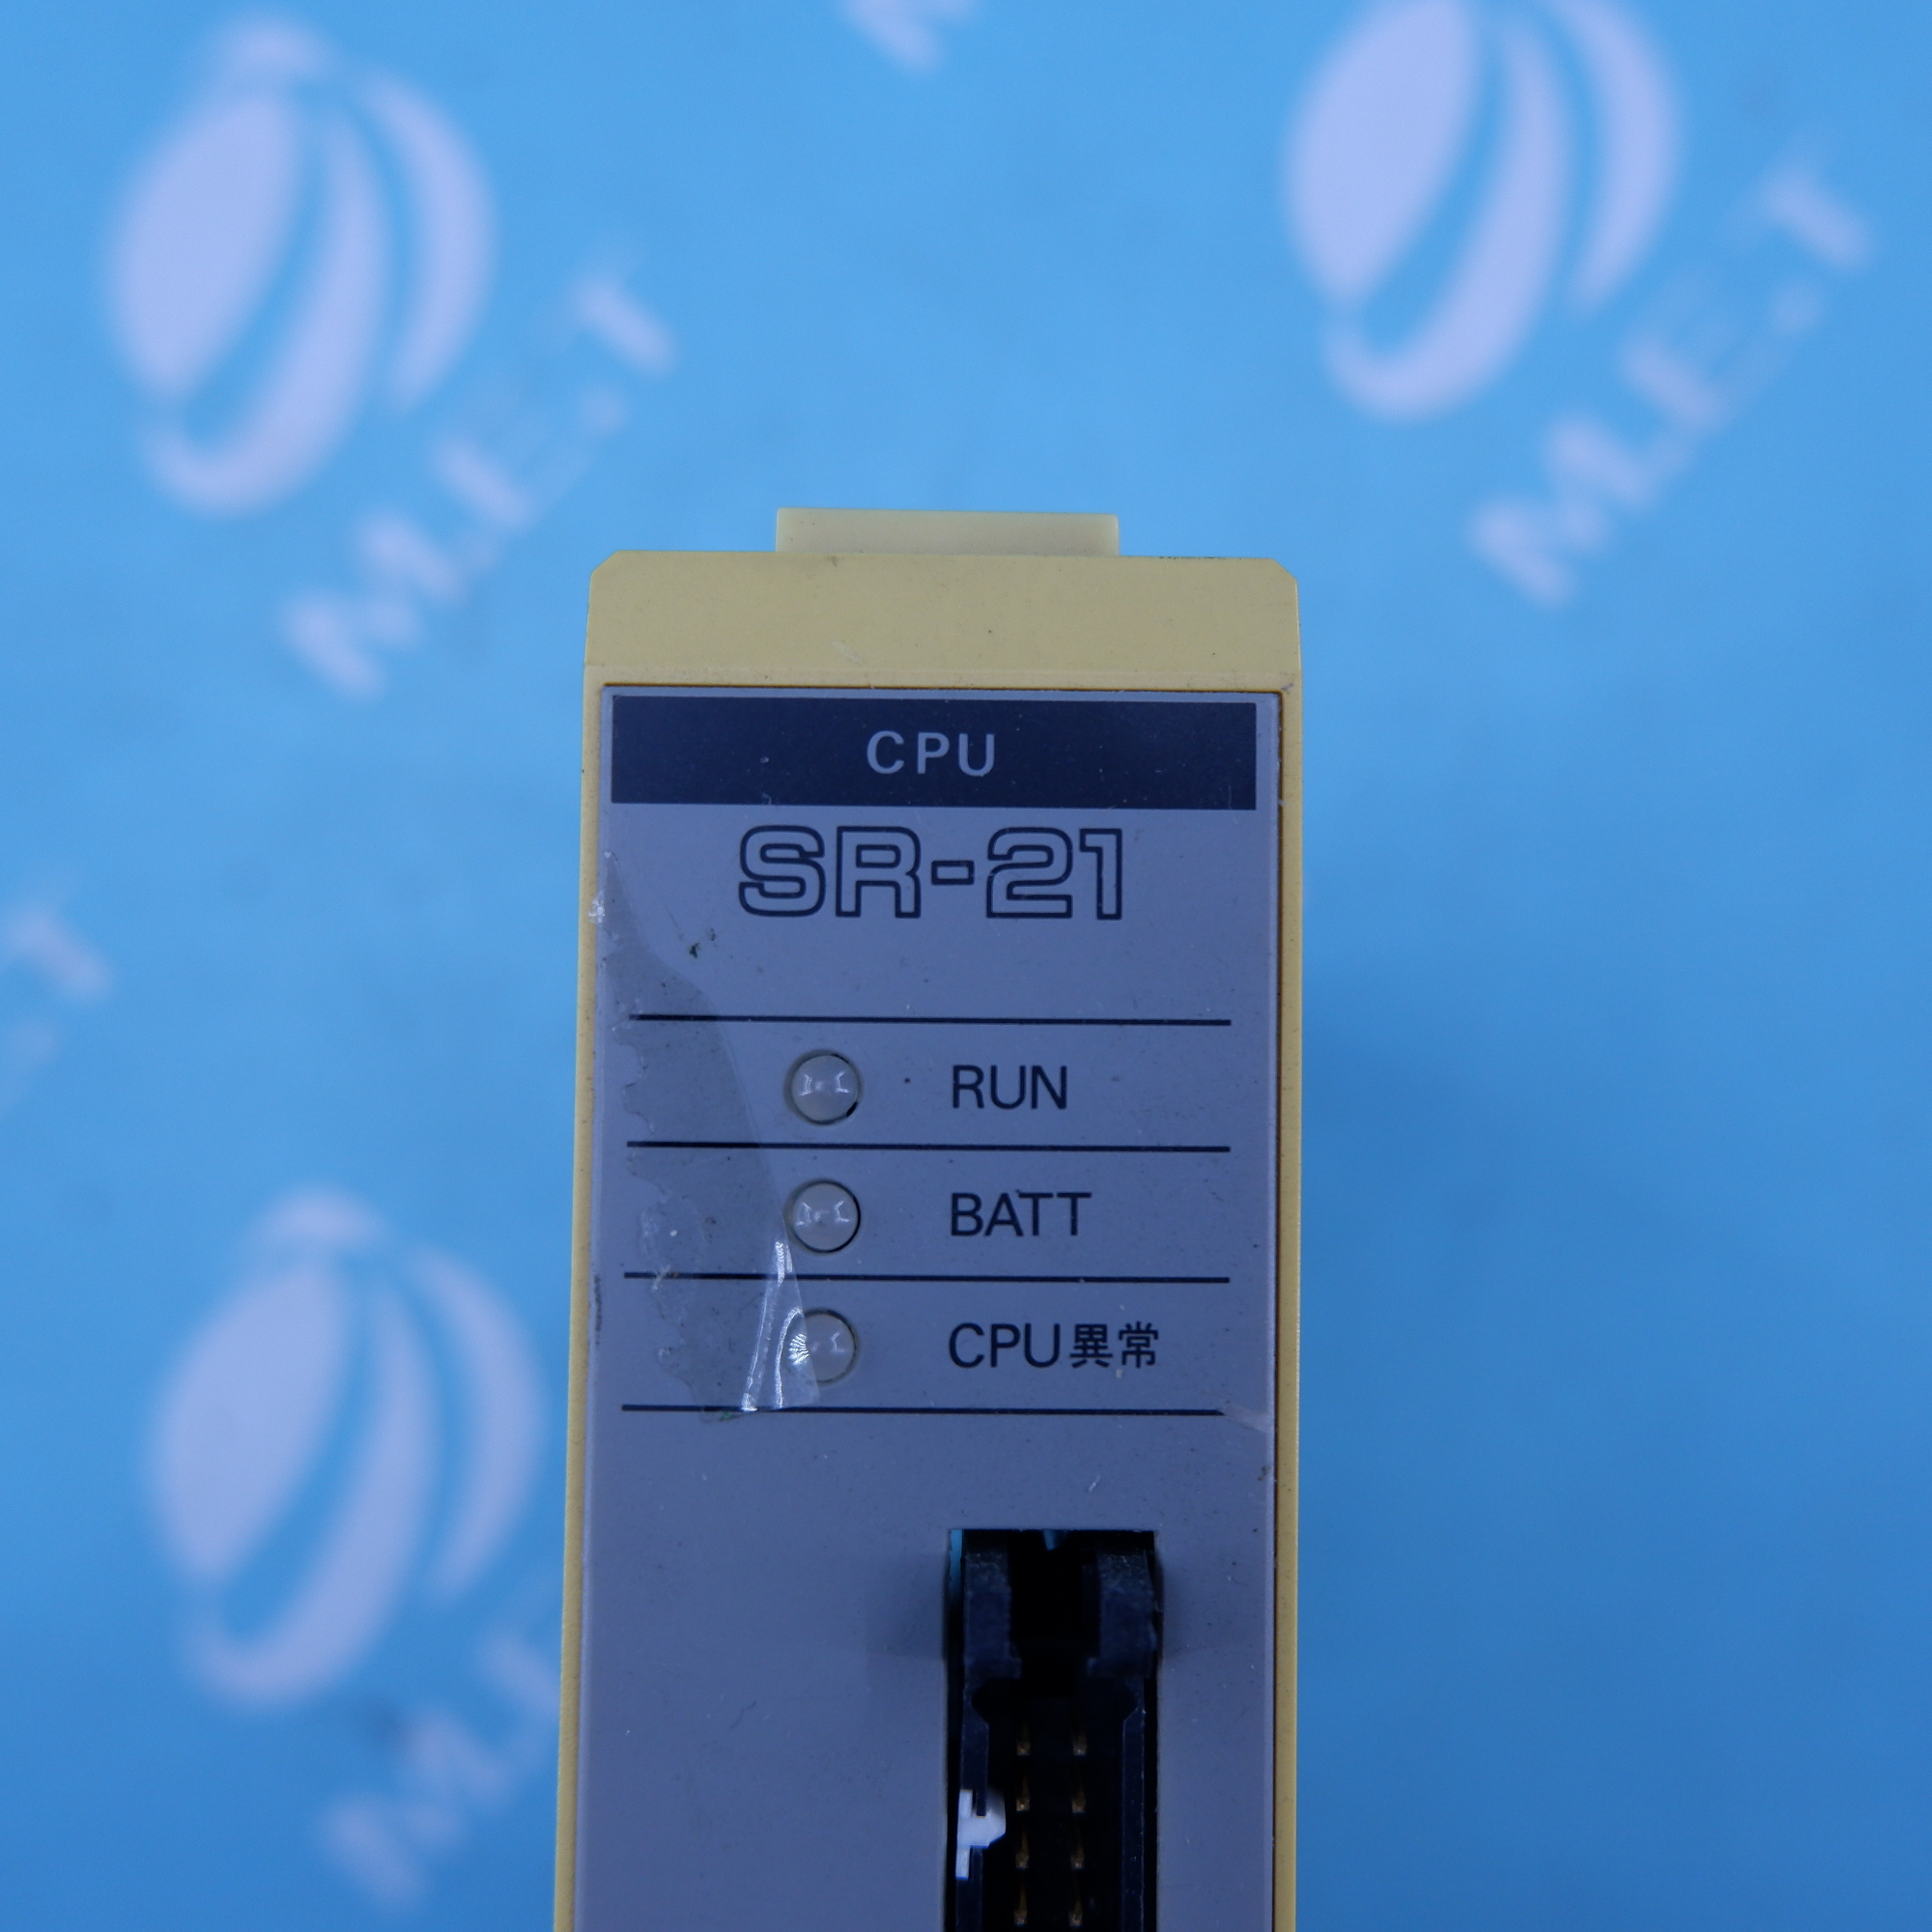 M.E.T
M.E.T
CPU
SR-21
RUN
BATT
CPU異常